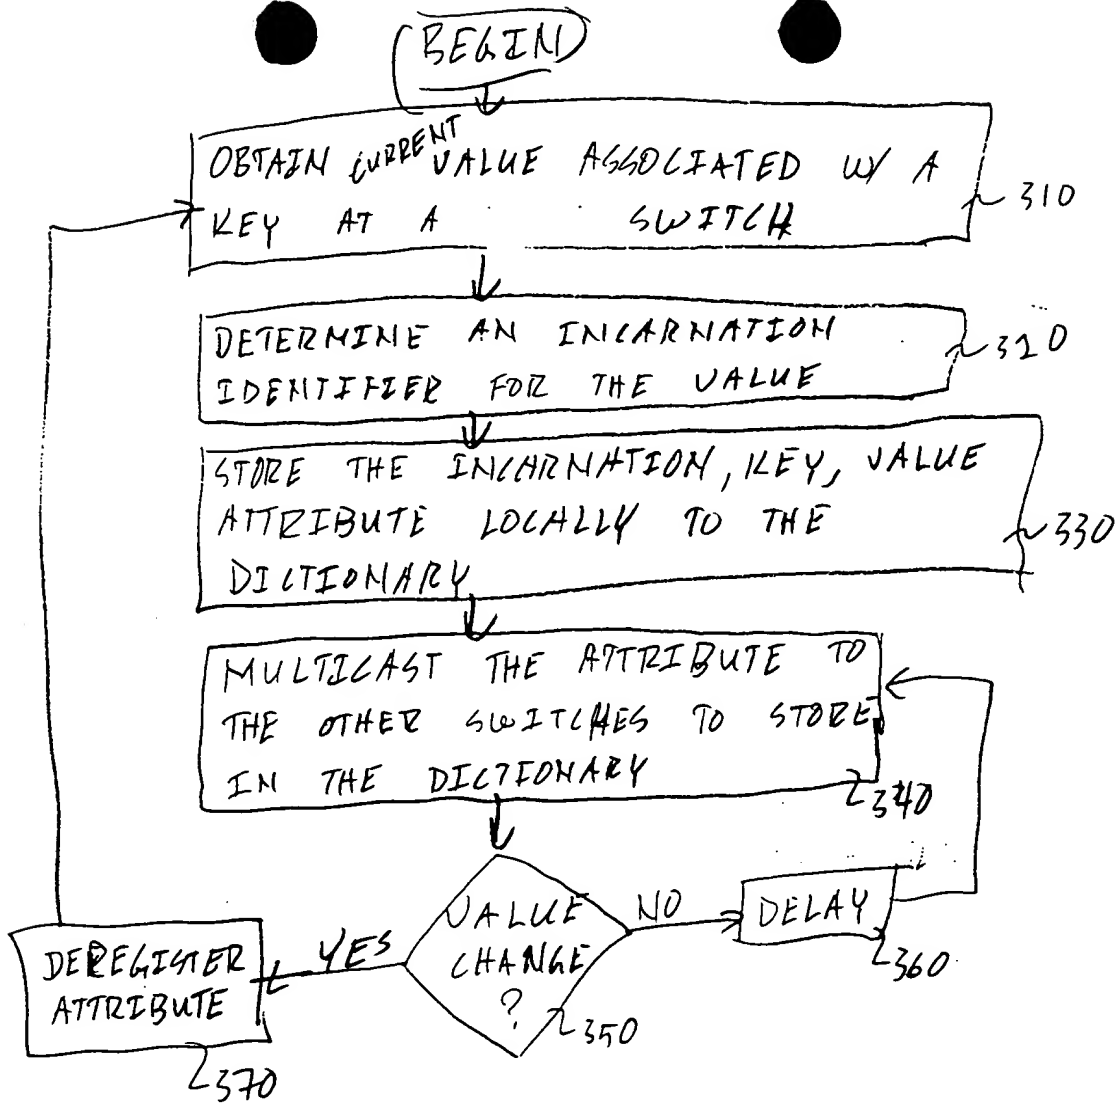 BEGIN
OBTAIN CURRENT VALUE ASSOCIATED W/ A
KEY AT A SWITCH
310
DETERMINE AN INCARNATION
IDENTIFIER FOR THE VALUE
320
STORE THE INCARNATION, KEY, VALUE
ATTRIBUTE LOCALLY TO THE
DICTIONARY
330
MULTICAST THE ATTRIBUTE TO
THE OTHER SWITCHES TO STORE
IN THE DICTIONARY
340
VALUE
CHANGE
?
350
NO
DELAY
360
YES
DEREGISTER
ATTRIBUTE
370